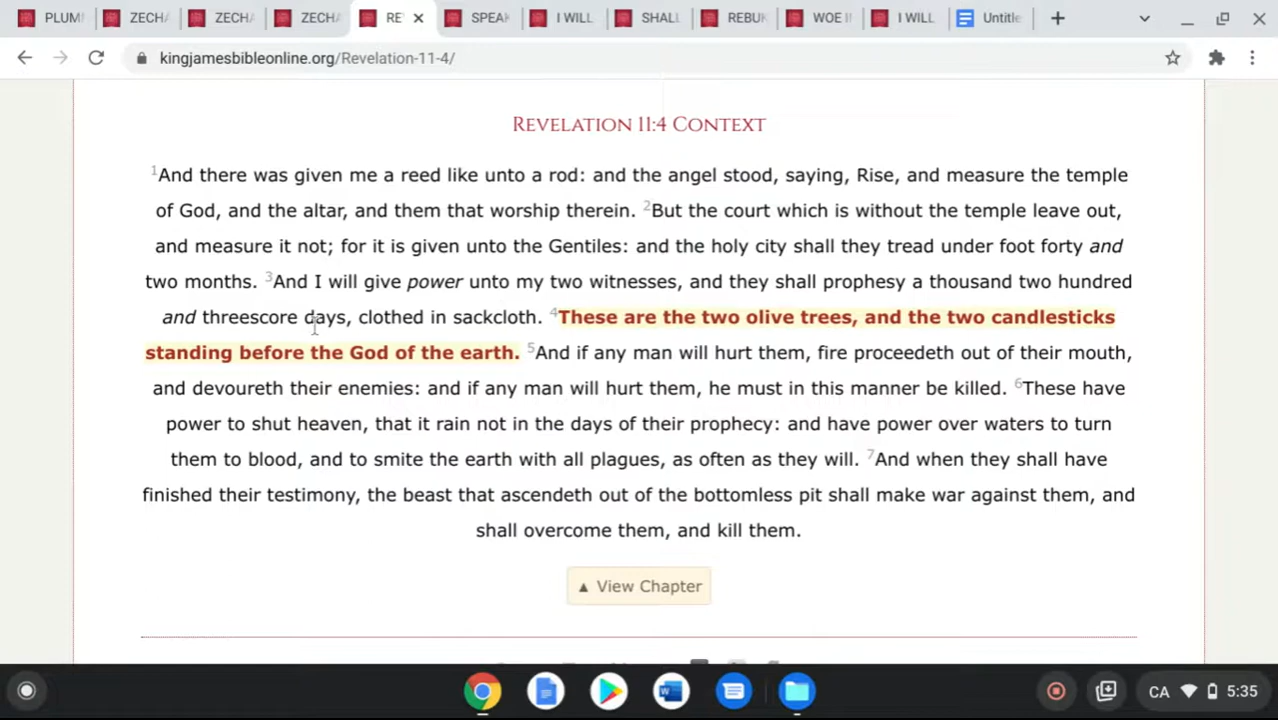 PLUM ZECHA ZECHA ZECHA RE SPEAK I WILL SHALL REBUK WOE I I WILL Untitle
kingjamesbibleonline.org/Revelation-11-4/
REVELATION 11:4 CONTEXT
1And there was given me a reed like unto a rod: and the angel stood, saying, Rise, and measure the temple
of God, and the altar, and them that worship therein. 2But the court which is without the temple leave out,
and measure it not; for it is given unto the Gentiles: and the holy city shall they tread under foot forty and
two months. 3And I will give power unto my two witnesses, and they shall prophesy a thousand two hundred
and threescore days, clothed in sackcloth. 4These are the two olive trees, and the two candlesticks
standing before the God of the earth. 5And if any man will hurt them, fire proceedeth out of their mouth,
and devoureth their enemies: and if any man will hurt them, he must in this manner be killed. 6These have
power to shut heaven, that it rain not in the days of their prophecy: and have power over waters to turn
them to blood, and to smite the earth with all plagues, as often as they will. 7And when they shall have
finished their testimony, the beast that ascendeth out of the bottomless pit shall make war against them, and
shall overcome them, and kill them.
▲ View Chapter
CA 5:35